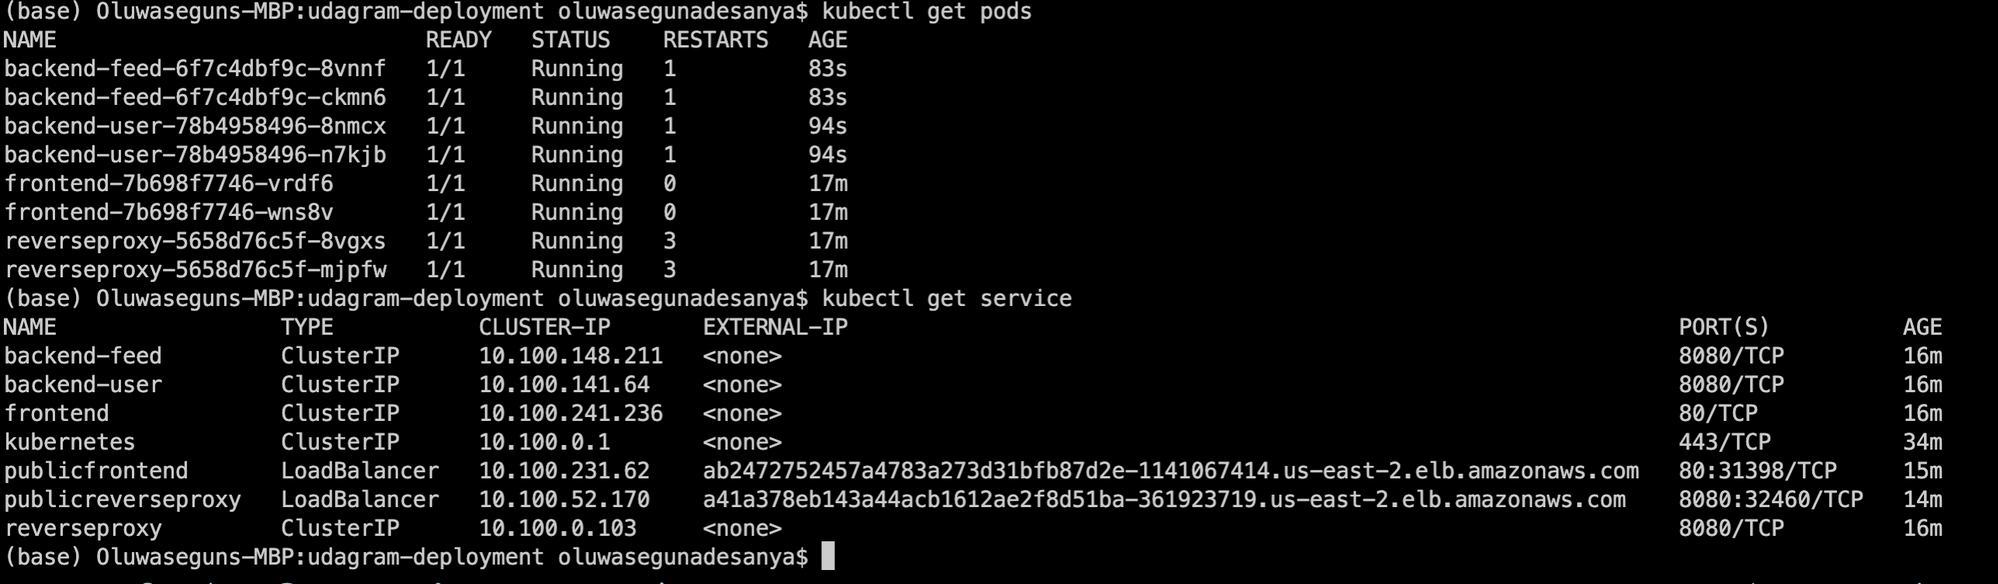 (base) Oluwaseguns-MBP:udagram-deployment oluwasegunadesanya$ kubectl get pods
NAME READY STATUS RESTARTS AGE
backend-feed-6f7c4dbf9c-8vnnf 1/1 Running 1 83s
backend-feed-6f7c4dbf9c-ckmn6 1/1 Running 1 83s
backend-user-78b4958496-8nmcx 1/1 Running 1 94s
backend-user-78b4958496-n7kjb 1/1 Running 1 94s
frontend-7b698f7746-vrdf6 1/1 Running 0 17m
frontend-7b698f7746-wns8v 1/1 Running 0 17m
reverseproxy-5658d76c5f-8vgxs 1/1 Running 3 17m
reverseproxy-5658d76c5f-mjpfw 1/1 Running 3 17m
(base) Oluwaseguns-MBP:udagram-deployment oluwasegunadesanya$ kubectl get service
NAME TYPE CLUSTER-IP EXTERNAL-IP PORT(S) AGE
backend-feed ClusterIP 10.100.148.211 <none> 8080/TCP 16m
backend-user ClusterIP 10.100.141.64 <none> 8080/TCP 16m
frontend ClusterIP 10.100.241.236 <none> 80/TCP 16m
kubernetes ClusterIP 10.100.0.1 <none> 443/TCP 34m
publicfrontend LoadBalancer 10.100.231.62 ab2472752457a4783a273d31bfb87d2e-1141067414.us-east-2.elb.amazonaws.com 80:31398/TCP 15m
publicreverseproxy LoadBalancer 10.100.52.170 a41a378eb143a44acb1612ae2f8d51ba-361923719.us-east-2.elb.amazonaws.com 8080:32460/TCP 14m
reverseproxy ClusterIP 10.100.0.103 <none> 8080/TCP 16m
(base) Oluwaseguns-MBP:udagram-deployment oluwasegunadesanya$